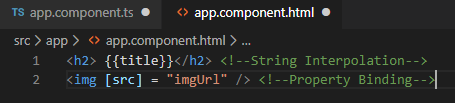 TS app.component.ts ● <> app.component.html ●
src > app > <> app.component.html > ...
1 <h2> {{title}}</h2> <!--String Interpolation-->
2 <img [src] = "imgUrl" /> <!--Property Binding-->